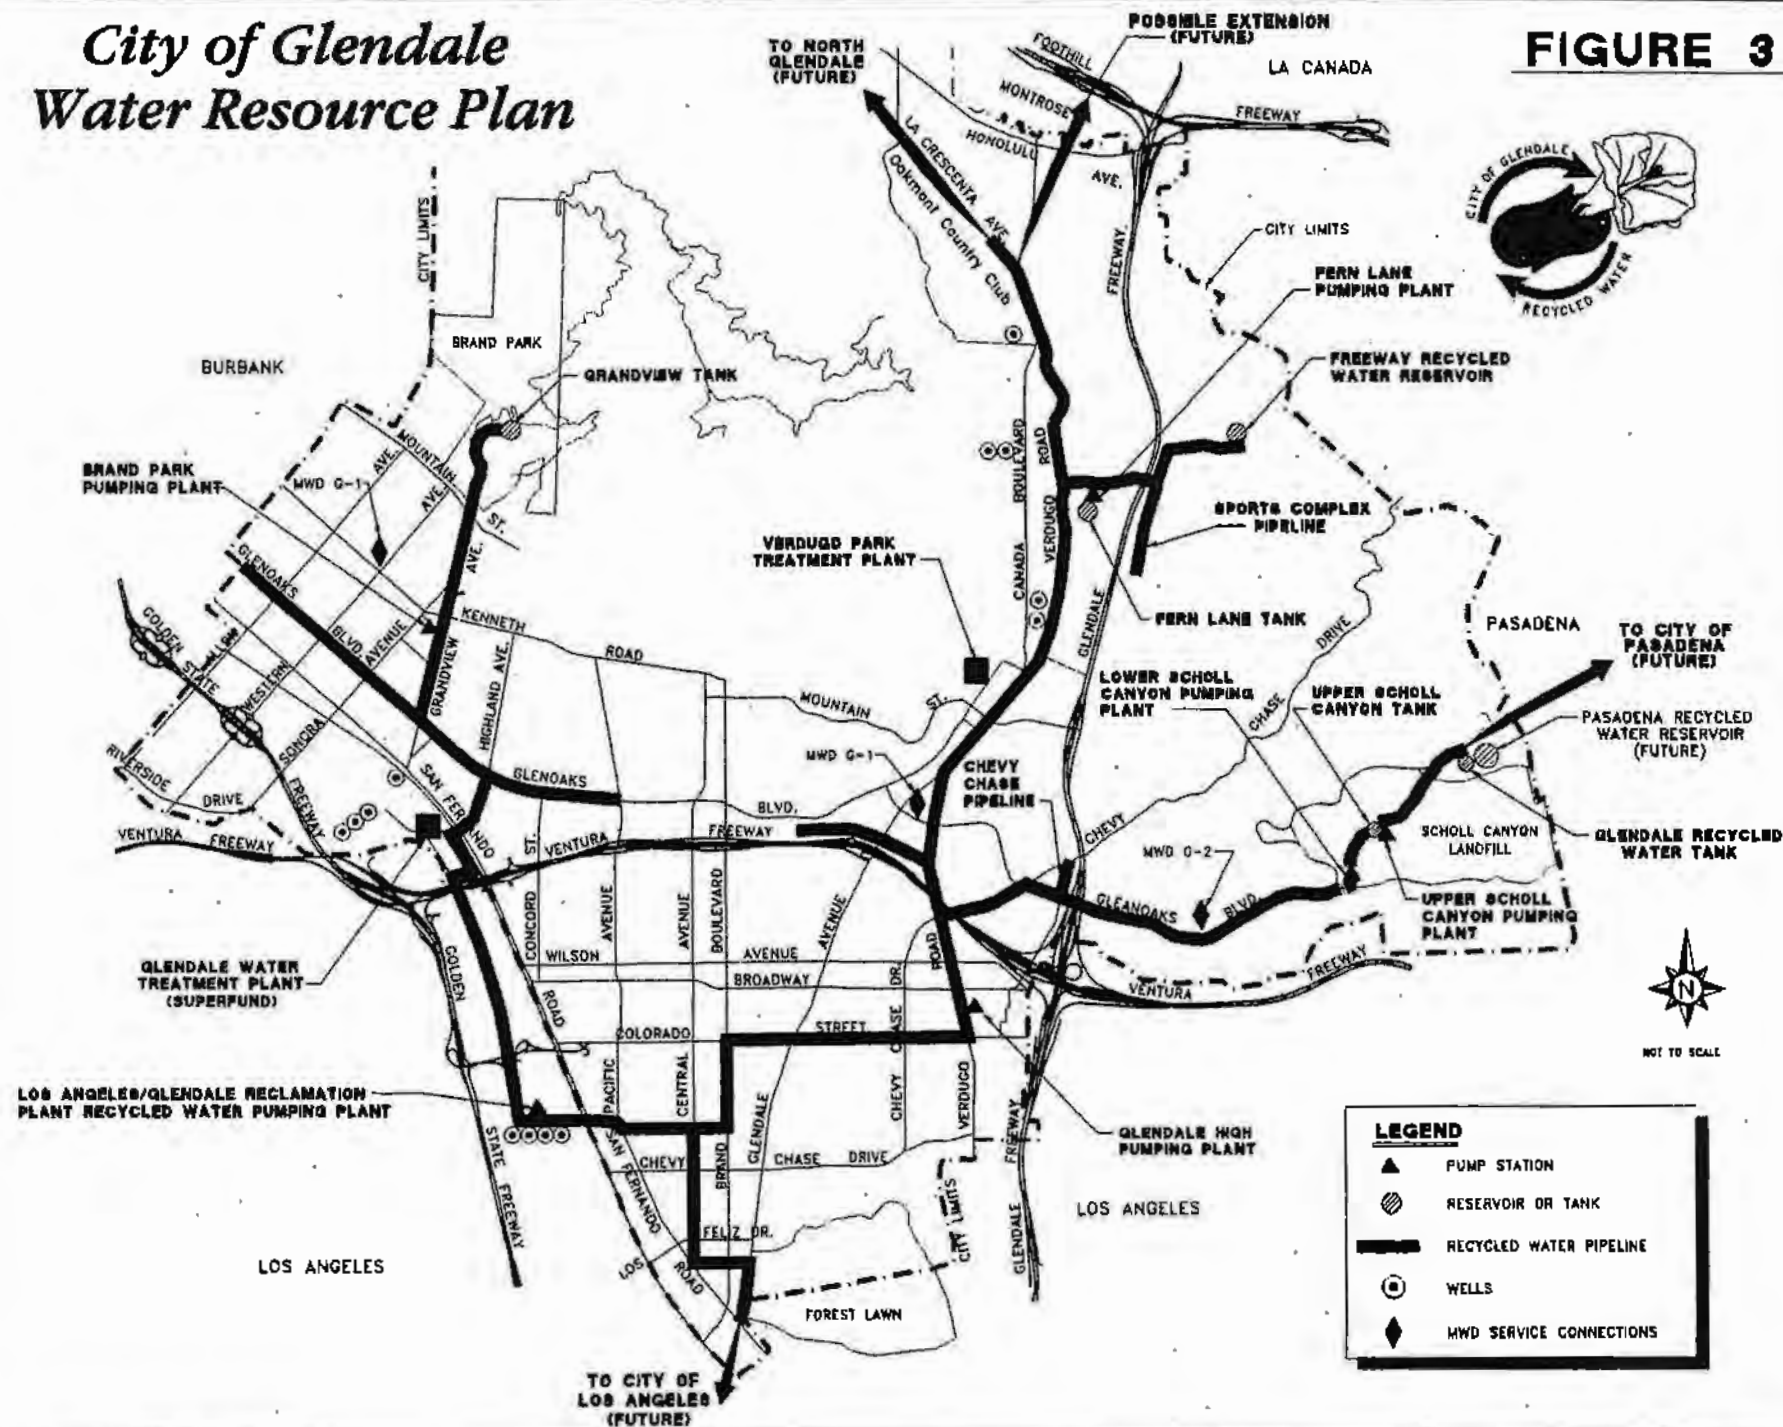 City of Glendale
Water Resource Plan
FIGURE 3
POSSIBLE EXTENSION
(FUTURE)
TO NORTH
GLENDALE
(FUTURE)
FOOTHILL
LA CANADA
MONTROSE
FREEWAY
HONOLULU
AVE.
LA CRESCENTA AVE.
Oakmont Country Club
CITY OF GLENDALE
RECYCLED WATER
CITY LIMITS
CITY LIMITS
FREEWAY
FERN LANE
PUMPING PLANT
BRAND PARK
BURBANK
GRANDVIEW TANK
FREEWAY RECYCLED
WATER RESERVOIR
MOUNTAIN
ST.
AVE.
AVE.
BRAND PARK
PUMPING PLANT
MWD G-1
BOULEVARD
ROAD
CANADA
VERDUGO
SPORTS COMPLEX
PIPELINE
VERDUGO PARK
TREATMENT PLANT
GLENOAKS
BLVD.
AVENUE
AVE.
GRANDVIEW
KENNETH
ROAD
HIGHLAND AVE.
GOLDEN
STATE
FREEWAY
WESTERN
SONORA
RIVERSIDE
DRIVE
GLENDALE
FERN LANE TANK
DRIVE
PASADENA
TO CITY OF
PASADENA
(FUTURE)
LOWER SCHOLL
CANYON PUMPING
PLANT
UPPER SCHOLL
CANYON TANK
CHASE
CHEVY
PASADENA RECYCLED
WATER RESERVOIR
(FUTURE)
MOUNTAIN
ST.
MWD G-1
CHEVY
CHASE
PIPELINE
GLENOAKS
BLVD.
SAN FERNANDO
ROAD
VENTURA
FREEWAY
ST.
VENTURA
FREEWAY
MWD G-2
SCHOLL CANYON
LANDFILL
GLENDALE RECYCLED
WATER TANK
GLEANOAKS
BLVD.
UPPER SCHOLL
CANYON PUMPING
PLANT
CONCORD
AVENUE
AVENUE
BOULEVARD
AVENUE
ROAD
WILSON
AVENUE
BROADWAY
CHASE DR.
VENTURA
FREEWAY
GLENDALE WATER
TREATMENT PLANT
(SUPERFUND)
GOLDEN
N
NOT TO SCALE
COLORADO
STREET
PACIFIC
CENTRAL
GLENDALE
CHEVY
VERDUGO
LOS ANGELES/GLENDALE RECLAMATION
PLANT RECYCLED WATER PUMPING PLANT
STATE FREEWAY
SAN FERNANDO
ROAD
CHEVY
BRAND
CHASE DRIVE
GLENDALE HIGH
PUMPING PLANT
FREEWAY
GLENDALE
CITY LIMITS
LOS ANGELES
LOS
FELIZ DR.
LOS ANGELES
FOREST LAWN
TO CITY OF
LOS ANGELES
(FUTURE)
LEGEND
PUMP STATION
RESERVOIR OR TANK
RECYCLED WATER PIPELINE
WELLS
MWD SERVICE CONNECTIONS